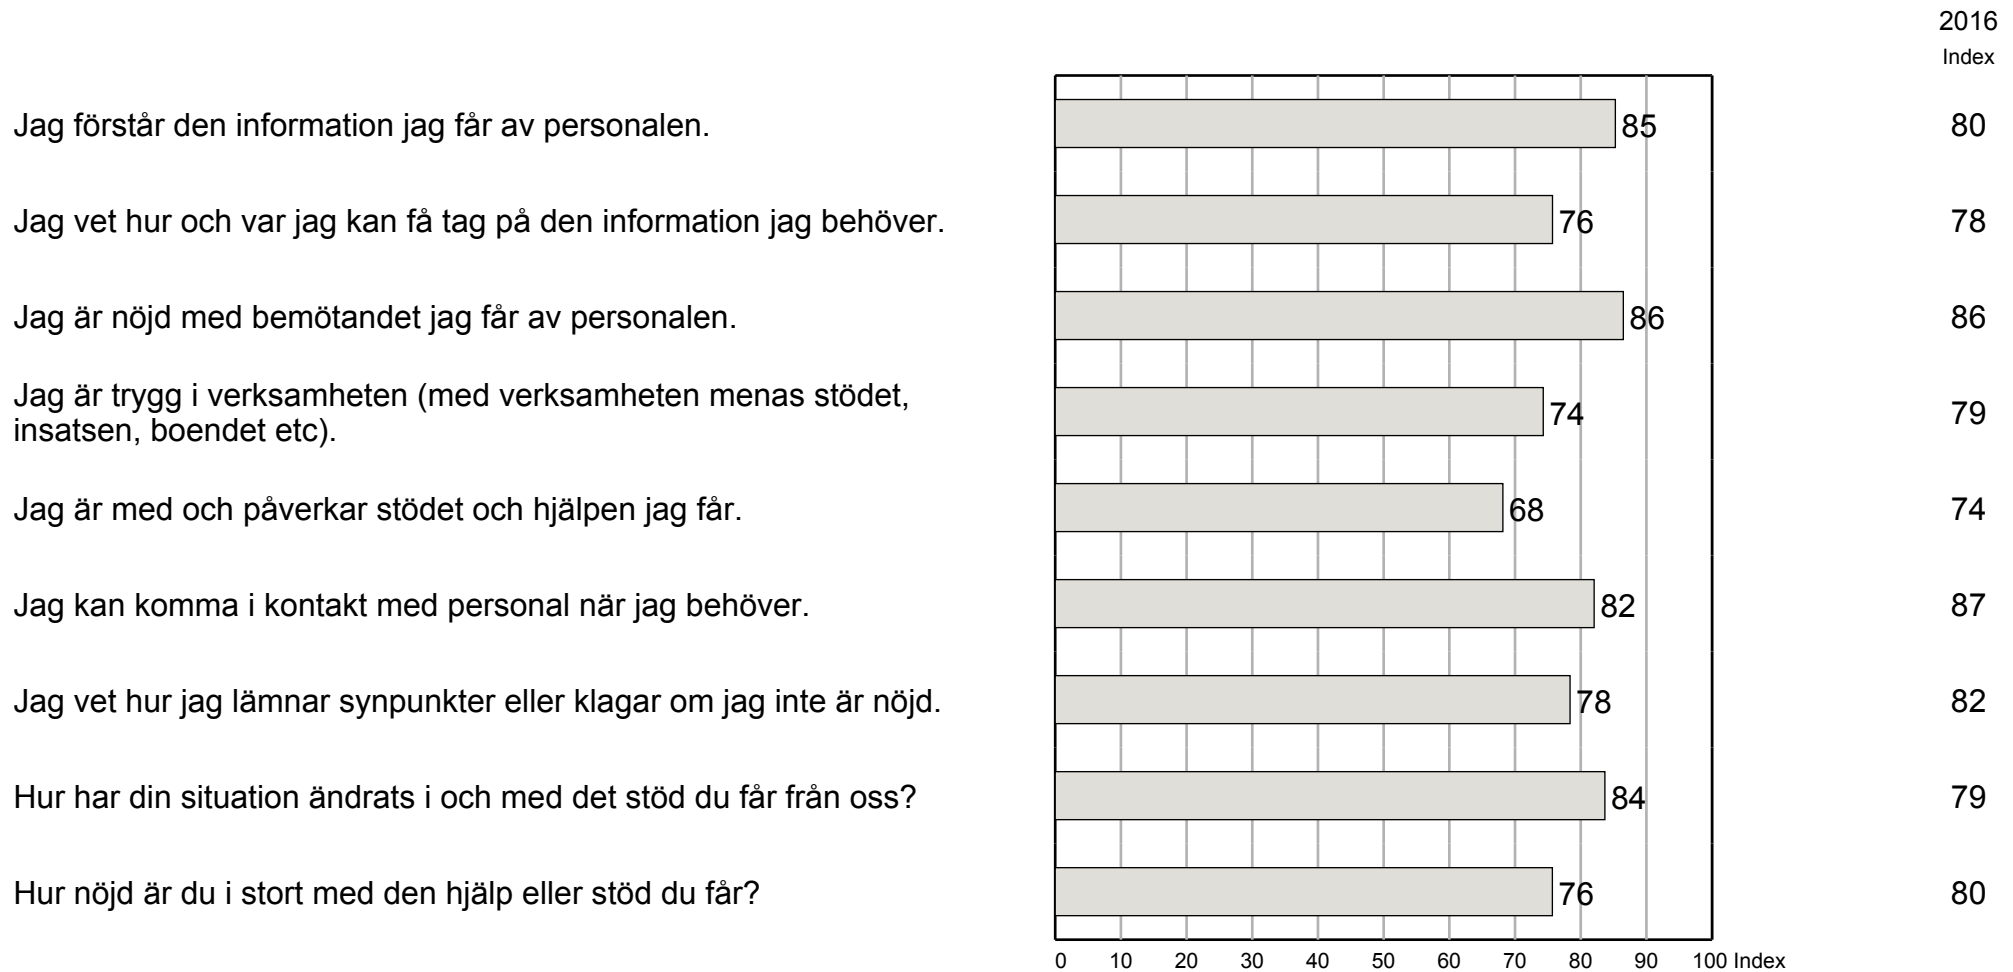 2016
Index
Jag förstår den information jag får av personalen. 85 80
Jag vet hur och var jag kan få tag på den information jag behöver. 76 78
Jag är nöjd med bemötandet jag får av personalen. 86 86
Jag är trygg i verksamheten (med verksamheten menas stödet,
insatsen, boendet etc). 74 79
Jag är med och påverkar stödet och hjälpen jag får. 68 74
Jag kan komma i kontakt med personal när jag behöver. 82 87
Jag vet hur jag lämnar synpunkter eller klagar om jag inte är nöjd. 78 82
Hur har din situation ändrats i och med det stöd du får från oss? 84 79
Hur nöjd är du i stort med den hjälp eller stöd du får? 76 80
0 10 20 30 40 50 60 70 80 90 100 Index